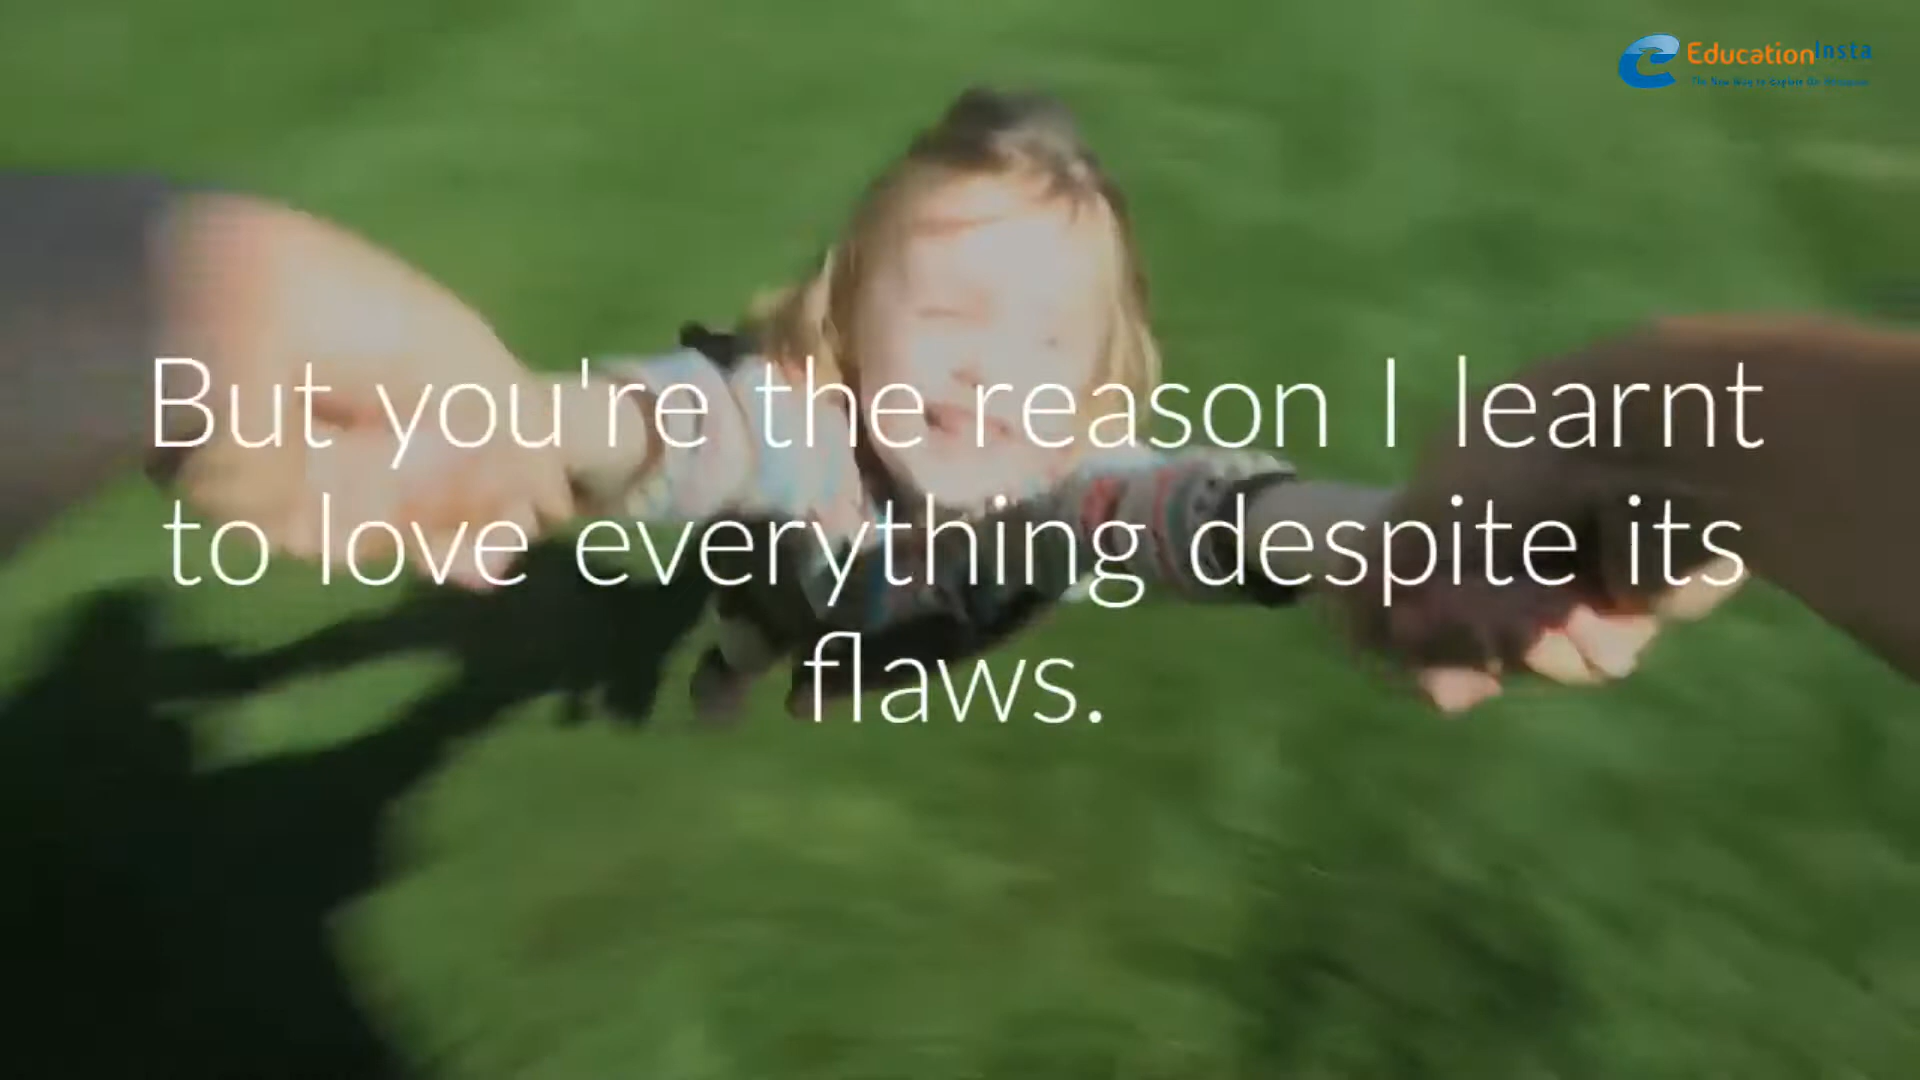 EducationInsta
But you're the reason I learnt
to love everything despite its
flaws.